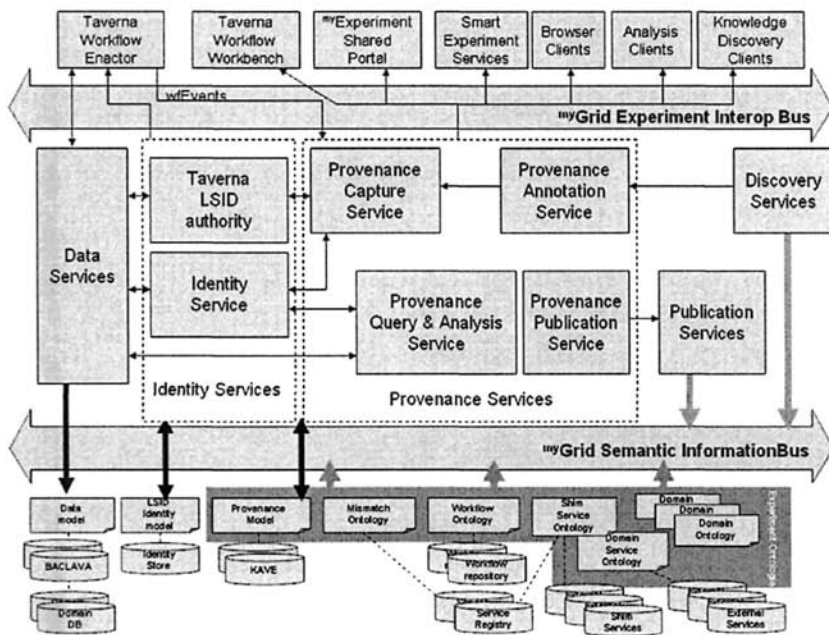 Taverna
Workflow
Enactor
Taverna
Workflow
Workbench
myExperiment
Shared
Portal
Smart
Experiment
Services
Browser
Clients
Analysis
Clients
Knowledge
Discovery
Clients
wfEvents
myGrid Experiment Interop Bus
Data
Services
Taverna
LSID
authority
Provenance
Capture
Service
Provenance
Annotation
Service
Discovery
Services
Identity
Service
Provenance
Query & Analysis
Service
Provenance
Publication
Service
Publication
Services
Identity Services
Provenance Services
myGrid Semantic InformationBus
Data
model
LSID
Identity model
Provenance
Model
Mismatch
Ontology
Workflow
Ontology
Shim
Service
Ontology
Domain
Domain
Domain
Ontology
Domain
Service
Ontology
BACLAVA
Identity
Store
KAVE
Workflow
repository
Domain
DB
Service
Registry
Shim
Services
External
Services